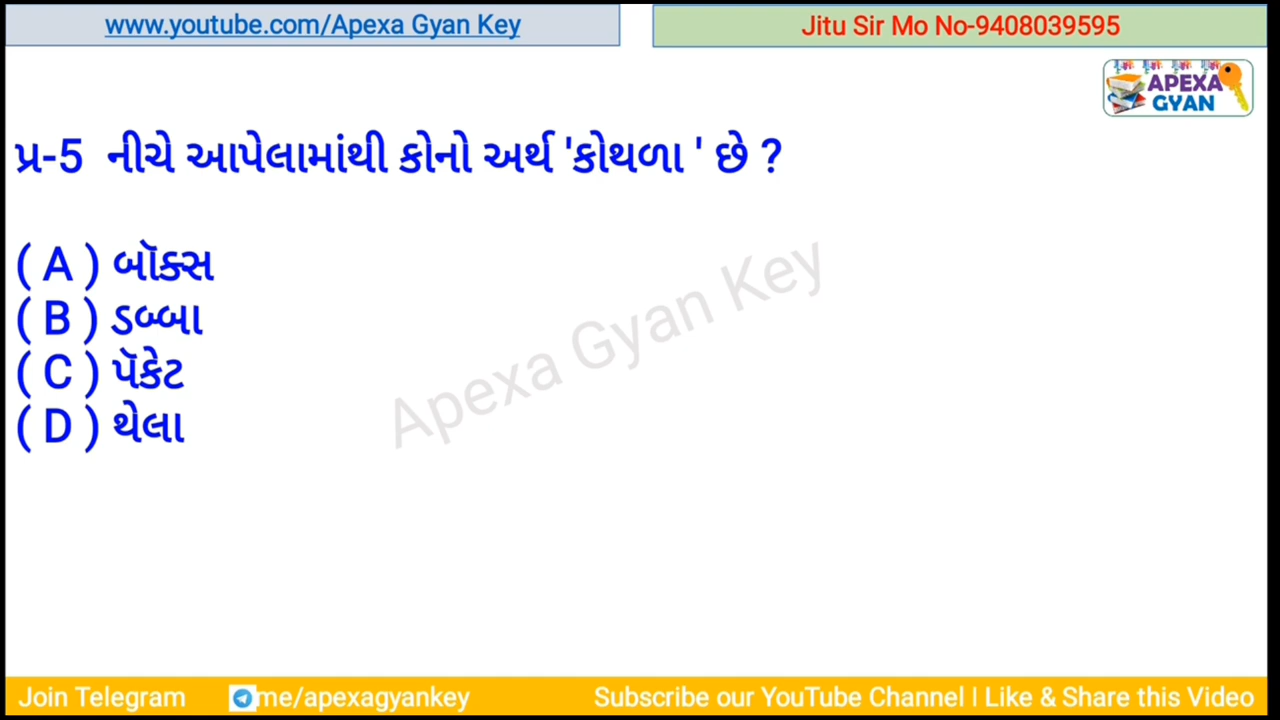 www.youtube.com/Apexa Gyan Key
Jitu Sir Mo No-9408039595
APEXA
GYAN
પ્ર-5 નીચે આપેલામાંથી કોનો અર્થ 'કોથળા ' છે ?
( A ) બૉક્સ
( B ) ડબ્બા
( C ) પૅકેટ
( D ) થેલા
Apexa Gyan Key
Join Telegram me/apexagyankey Subscribe our YouTube Channel I Like & Share this Video